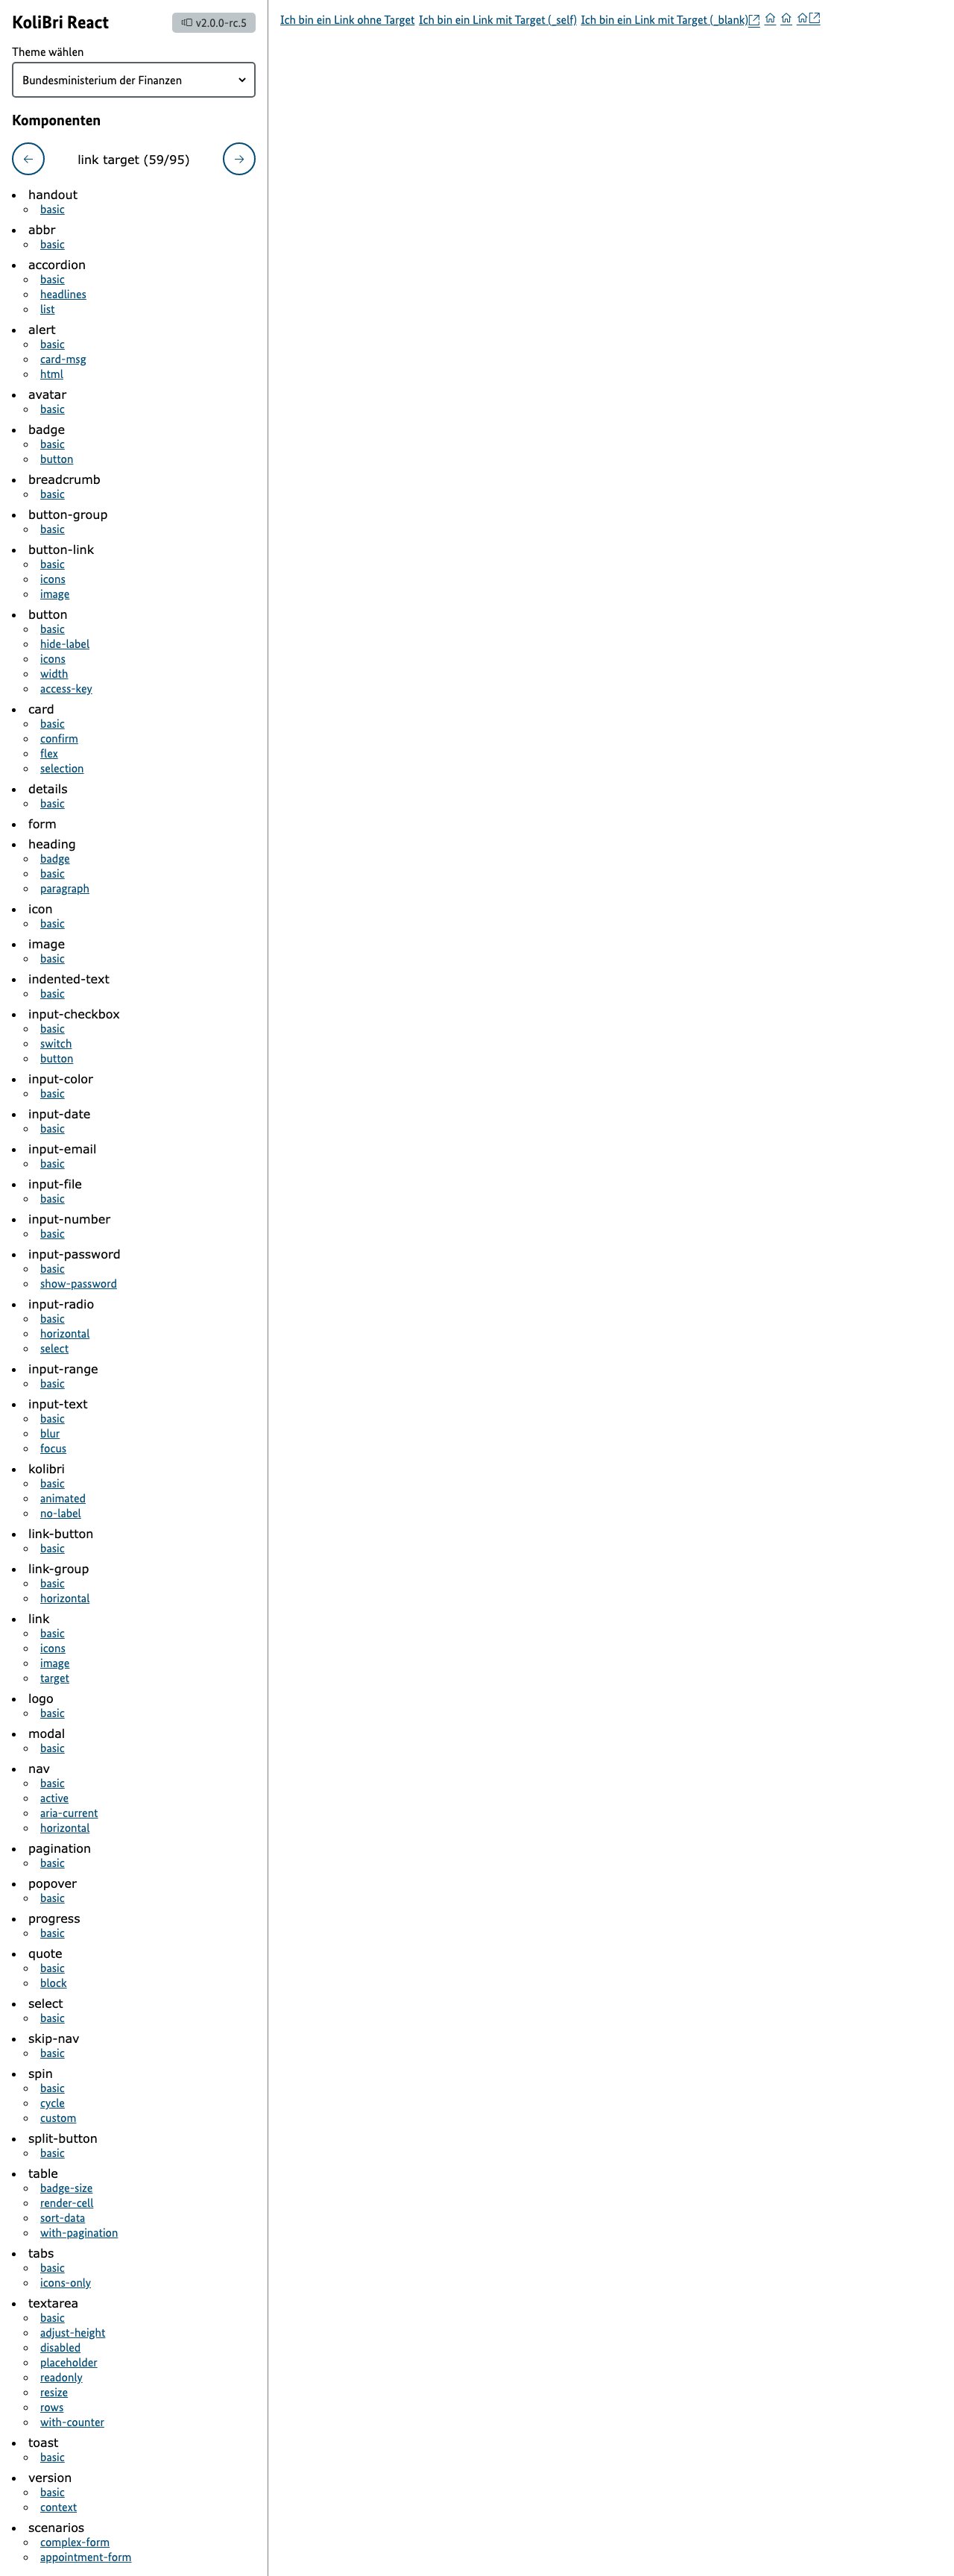 KoliBri React
v2.0.0-rc.5
Theme wählen
Bundesministerium der Finanzen
Komponenten
link target (59/95)
handout
basic
abbr
basic
accordion
basic
headlines
list
alert
basic
card-msg
html
avatar
basic
badge
basic
button
breadcrumb
basic
button-group
basic
button-link
basic
icons
image
button
basic
hide-label
icons
width
access-key
card
basic
confirm
flex
selection
details
basic
form
heading
badge
basic
paragraph
icon
basic
image
basic
indented-text
basic
input-checkbox
basic
switch
button
input-color
basic
input-date
basic
input-email
basic
input-file
basic
input-number
basic
input-password
basic
show-password
input-radio
basic
horizontal
select
input-range
basic
input-text
basic
blur
focus
kolibri
basic
animated
no-label
link-button
basic
link-group
basic
horizontal
link
basic
icons
image
target
logo
basic
modal
basic
nav
basic
active
aria-current
horizontal
pagination
basic
popover
basic
progress
basic
quote
basic
block
select
basic
skip-nav
basic
spin
basic
cycle
custom
split-button
basic
table
badge-size
render-cell
sort-data
with-pagination
tabs
basic
icons-only
textarea
basic
adjust-height
disabled
placeholder
readonly
resize
rows
with-counter
toast
basic
version
basic
context
scenarios
complex-form
appointment-form
Ich bin ein Link ohne Target Ich bin ein Link mit Target (_self) Ich bin ein Link mit Target (_blank)